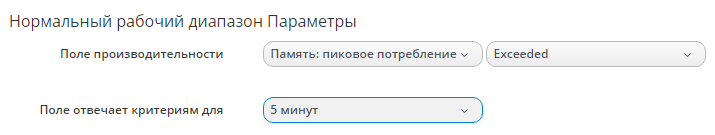 Нормальный рабочий диапазон Параметры
Поле производительности Память: пиковое потребление Exceeded
Поле отвечает критериям для 5 минут